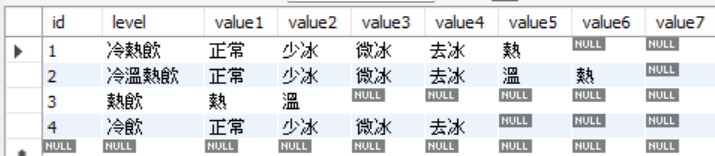 id level value1 value2 value3 value4 value5 value6 value7
1 冷熱飲 正常 少冰 微冰 去冰 熱 NULL NULL
2 冷溫熱飲 正常 少冰 微冰 去冰 溫 熱 NULL
3 熱飲 熱 溫 NULL NULL NULL NULL NULL
4 冷飲 正常 少冰 微冰 去冰 NULL NULL NULL
NULL NULL NULL NULL NULL NULL NULL NULL NULL